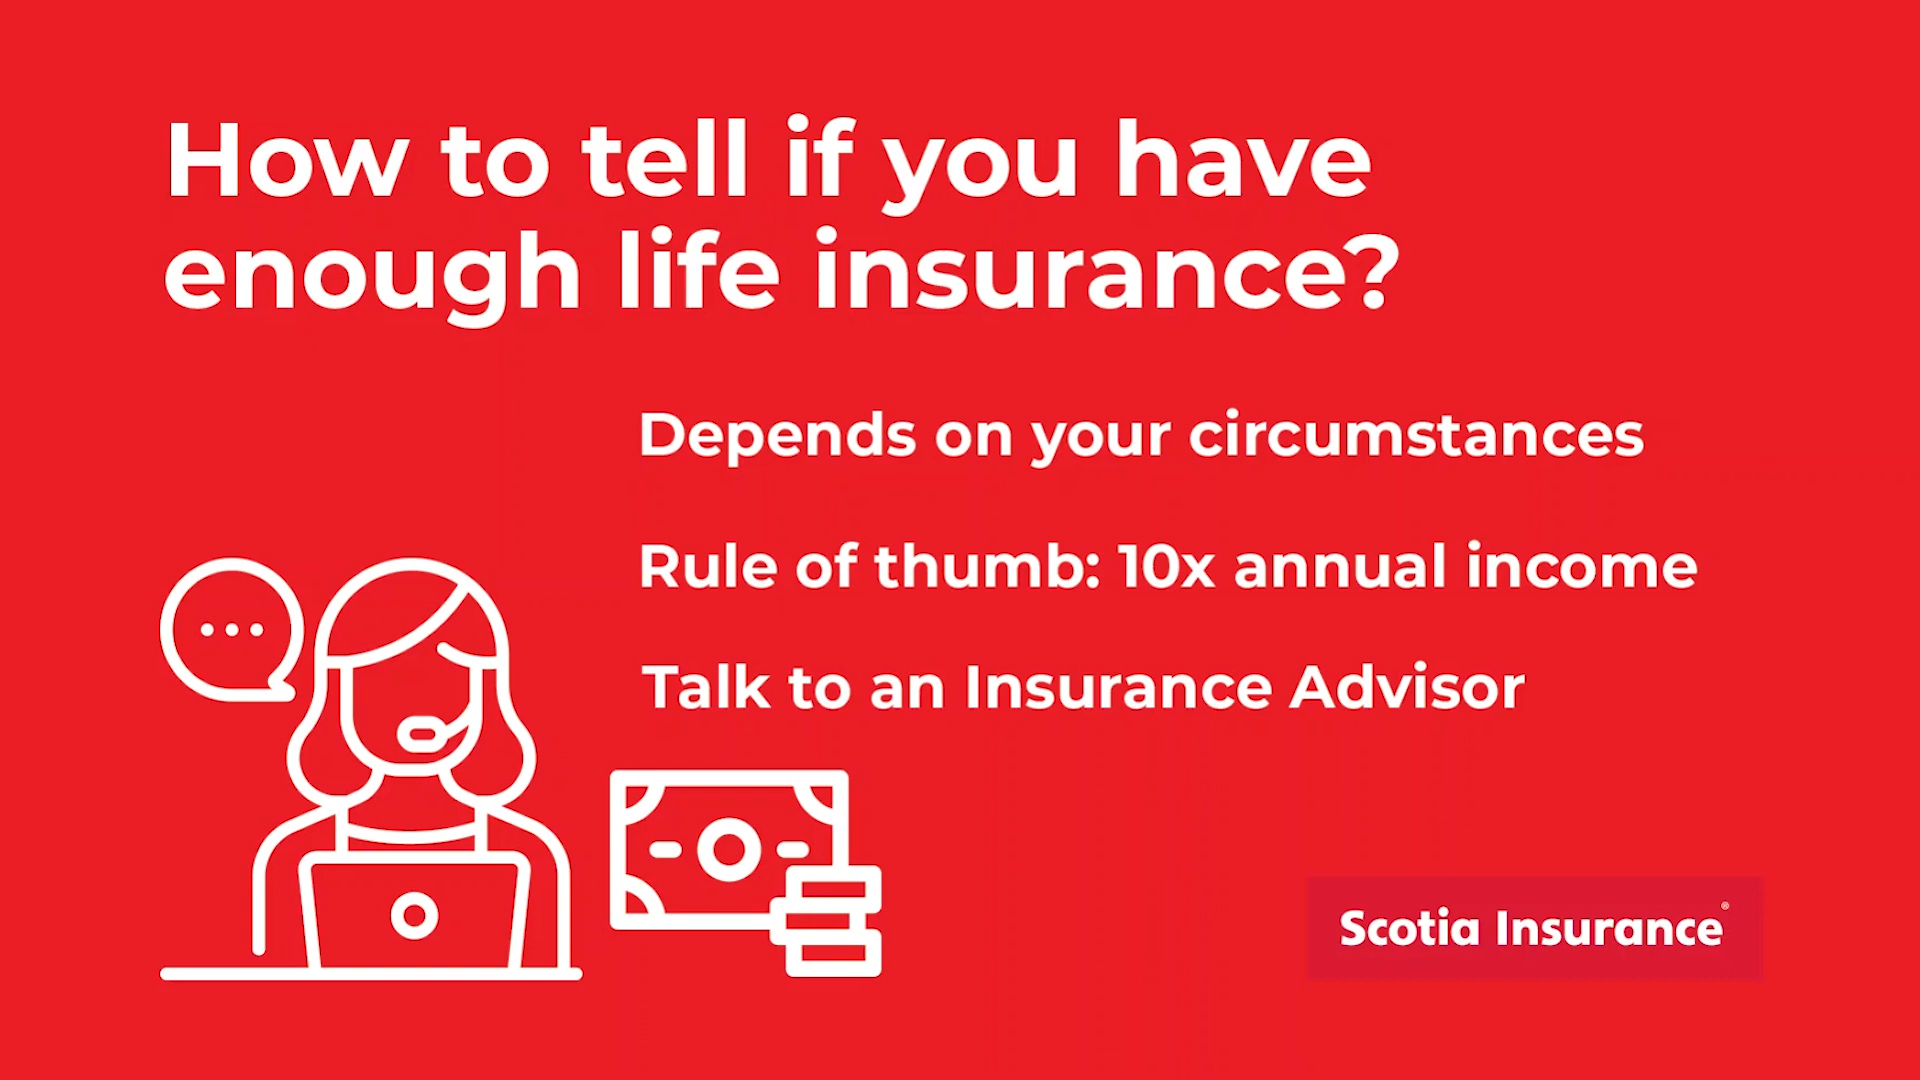 How to tell if you have
enough life insurance?
Depends on your circumstances
Rule of thumb: 10x annual income
Talk to an Insurance Advisor
Scotia Insurance®